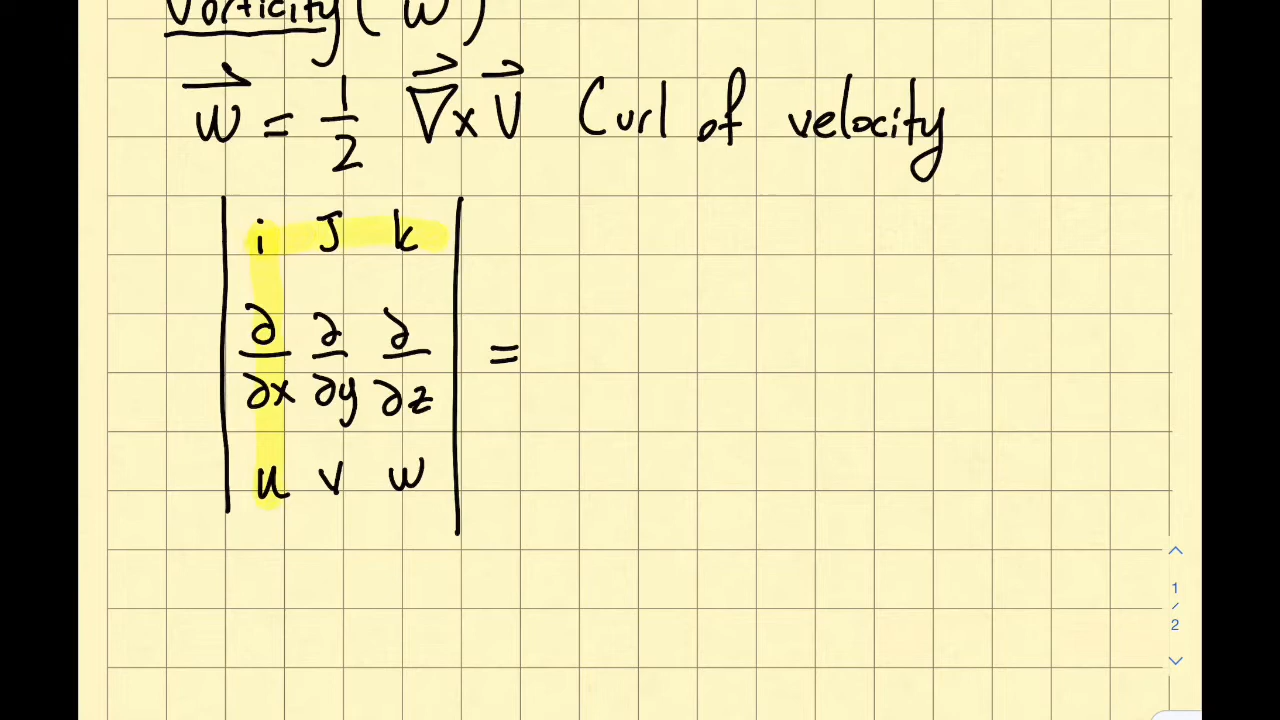 Vorticity ( w )
w = 1/2 ∇ x V Curl of velocity
i J k
∂/∂x ∂/∂y ∂/∂z =
u v w
1
/
2